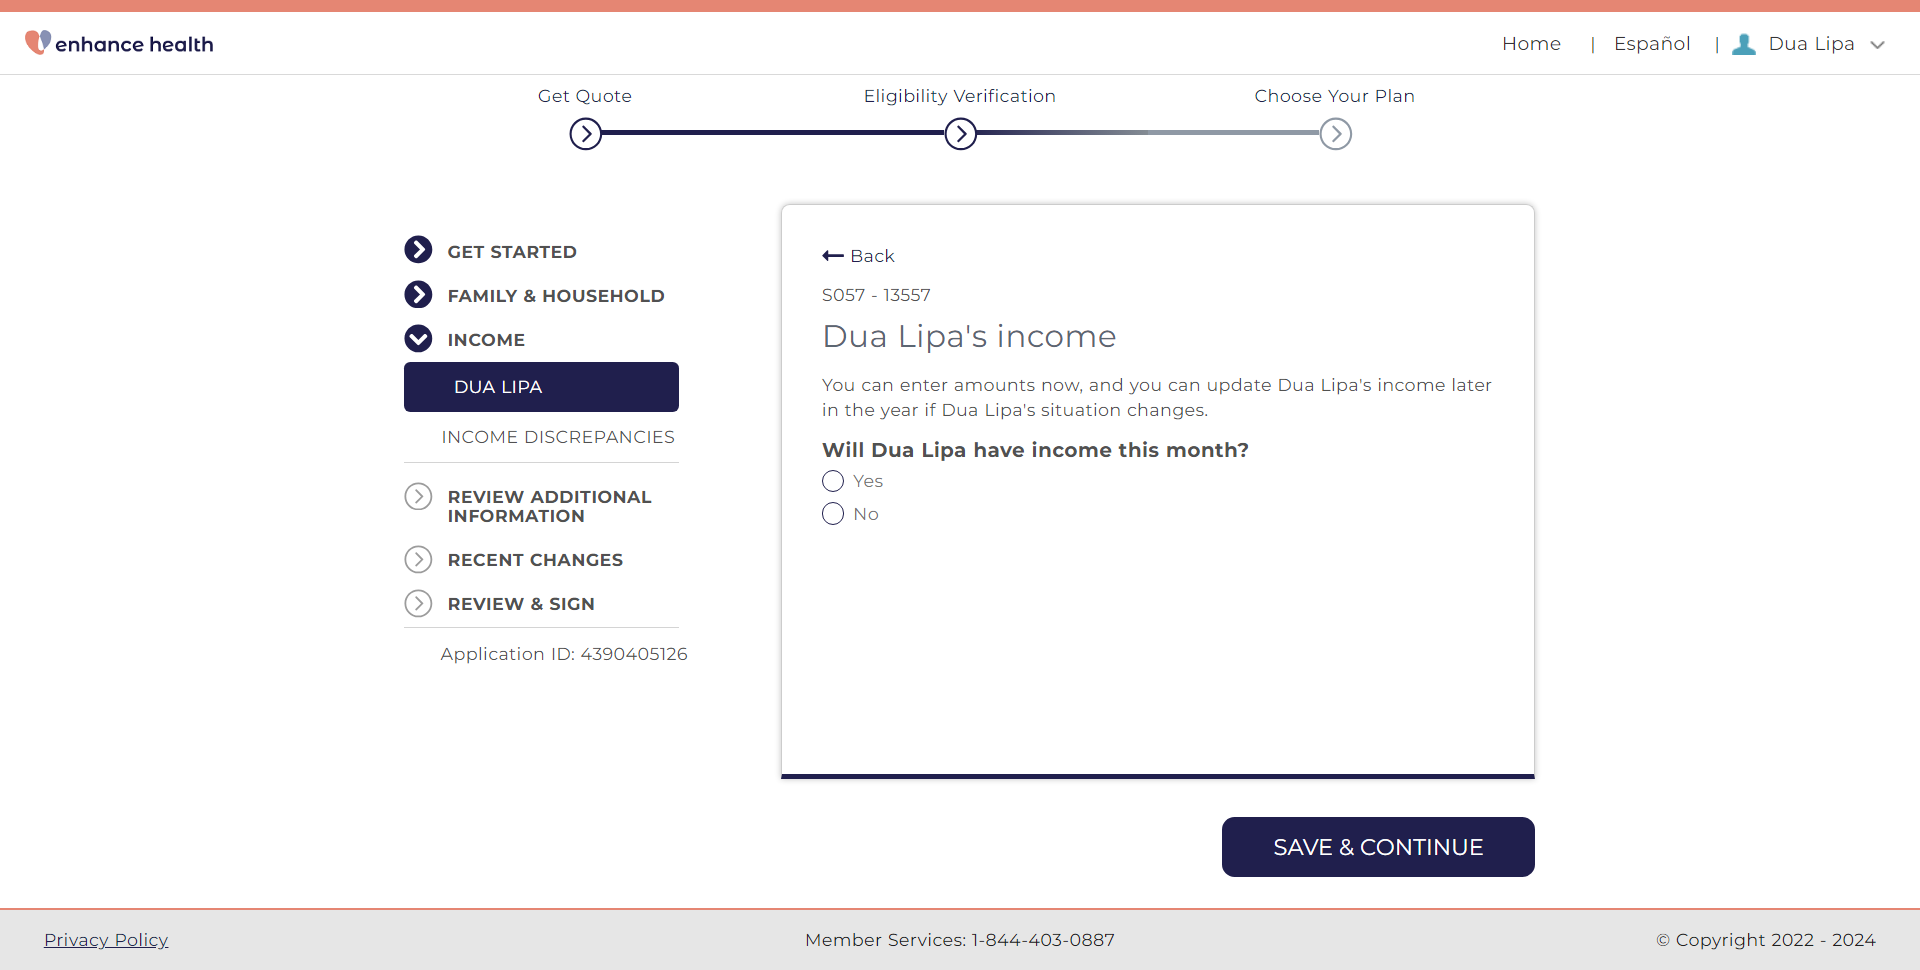 enhance health
Home | Español | Dua Lipa
Get Quote
Eligibility Verification
Choose Your Plan
GET STARTED
FAMILY & HOUSEHOLD
INCOME
DUA LIPA
INCOME DISCREPANCIES
REVIEW ADDITIONAL
INFORMATION
RECENT CHANGES
REVIEW & SIGN
Application ID: 4390405126
Back
S057 - 13557
Dua Lipa's income
You can enter amounts now, and you can update Dua Lipa's income later
in the year if Dua Lipa's situation changes.
Will Dua Lipa have income this month?
Yes
No
SAVE & CONTINUE
Privacy Policy
Member Services: 1-844-403-0887
© Copyright 2022 - 2024